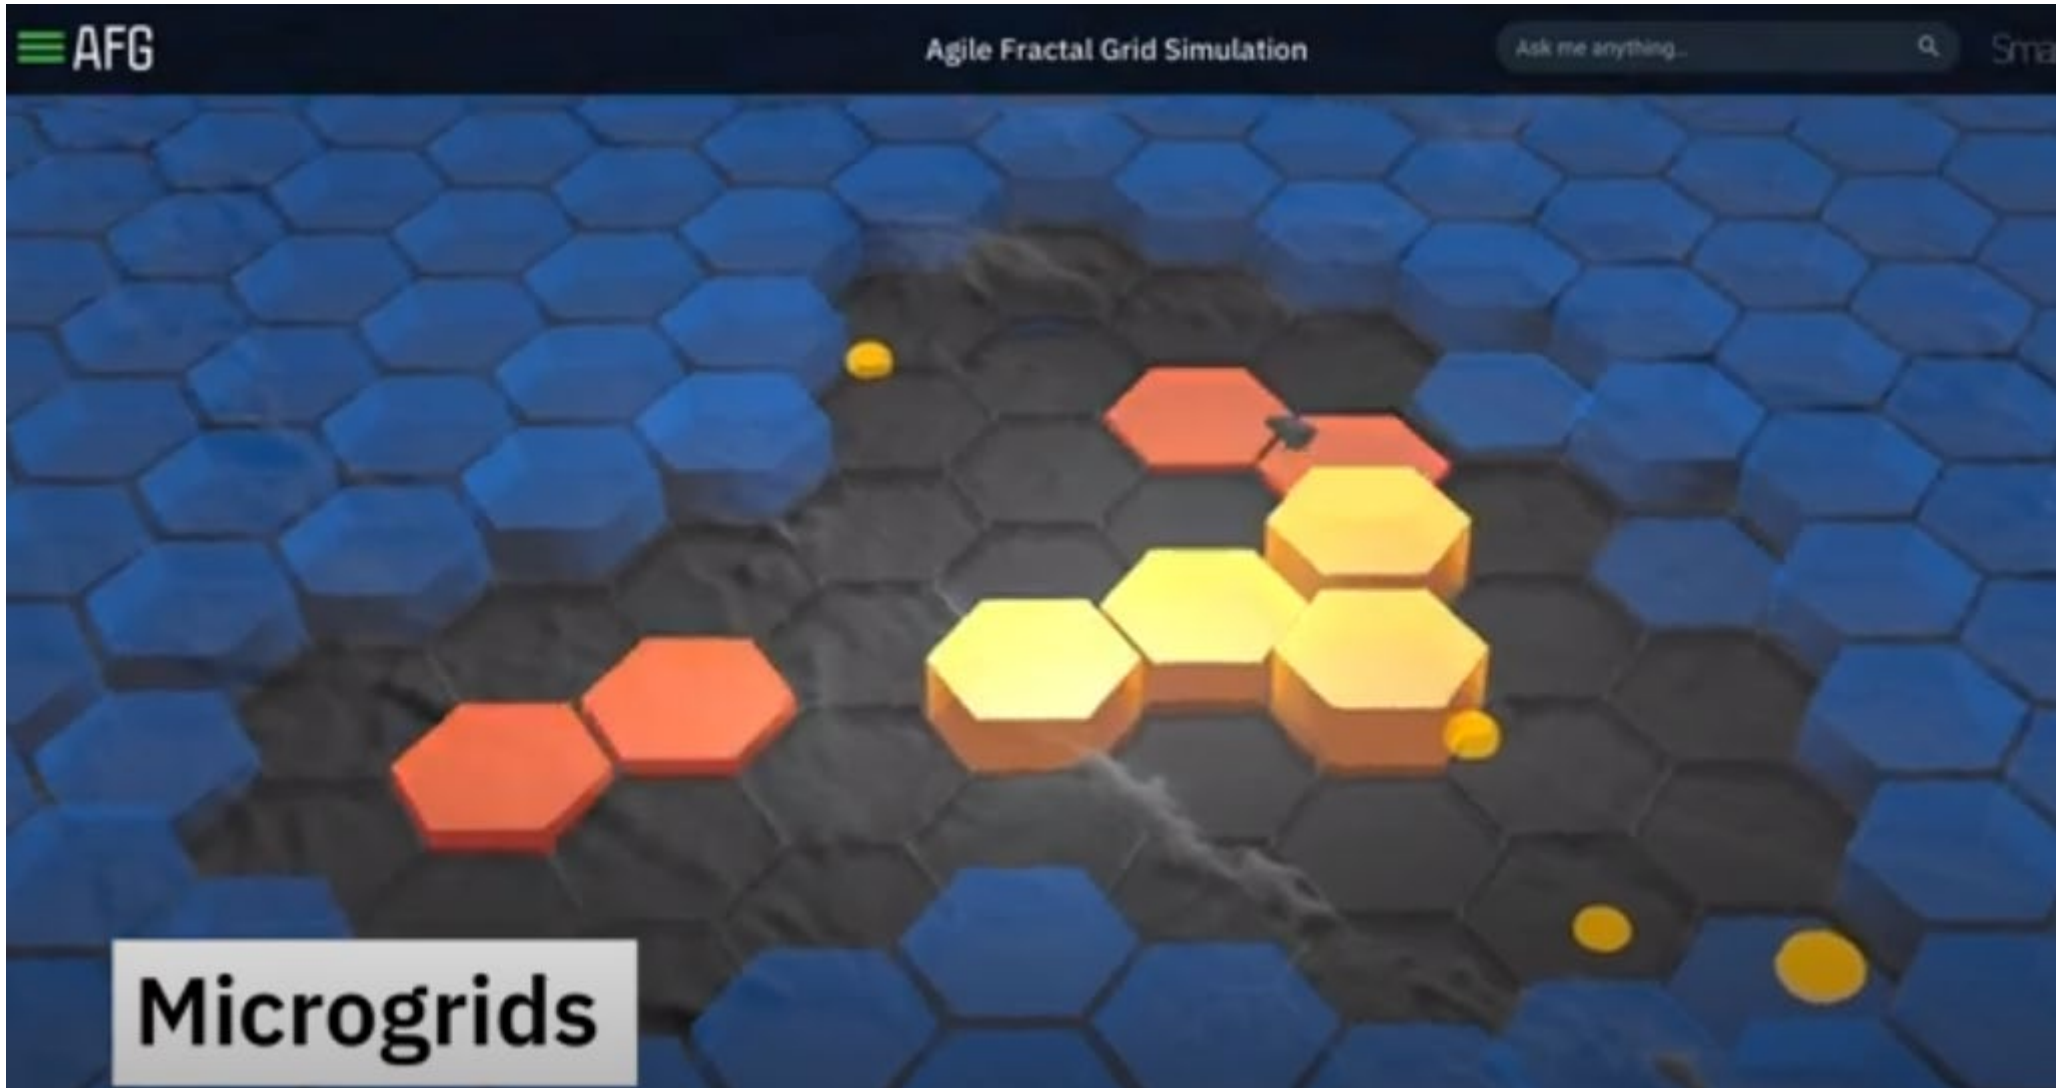 AFG
Agile Fractal Grid Simulation
Ask me anything...
Microgrids